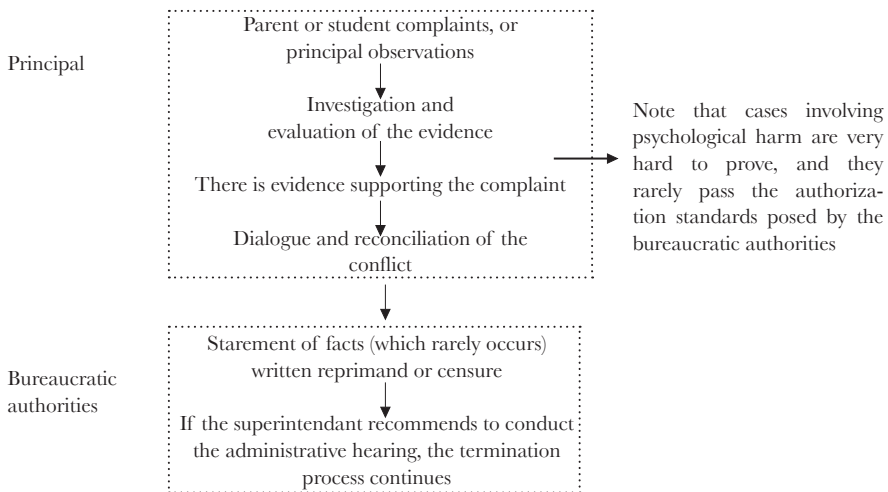 Principal
Parent or student complaints, or
principal observations
Investigation and
evaluation of the evidence
There is evidence supporting the complaint
Dialogue and reconciliation of the
conflict
Note that cases involving
psychological harm are very
hard to prove, and they
rarely pass the authoriza-
tion standards posed by the
bureaucratic authorities
Bureaucratic
authorities
Starement of facts (which rarely occurs)
written reprimand or censure
If the superintendant recommends to conduct
the administrative hearing, the termination
process continues